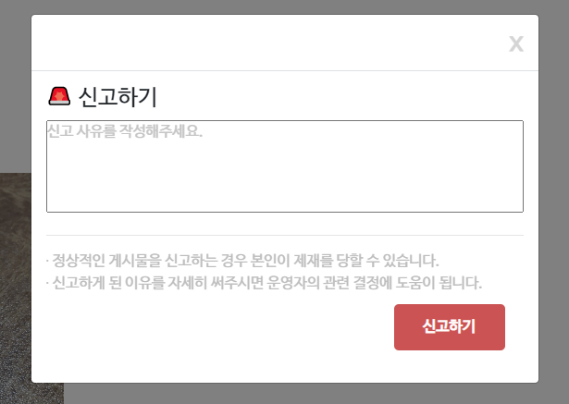 X
신고하기
신고 사유를 작성해주세요.
· 정상적인 게시물을 신고하는 경우 본인이 제재를 당할 수 있습니다.
· 신고하게 된 이유를 자세히 써주시면 운영자의 관련 결정에 도움이 됩니다.
신고하기